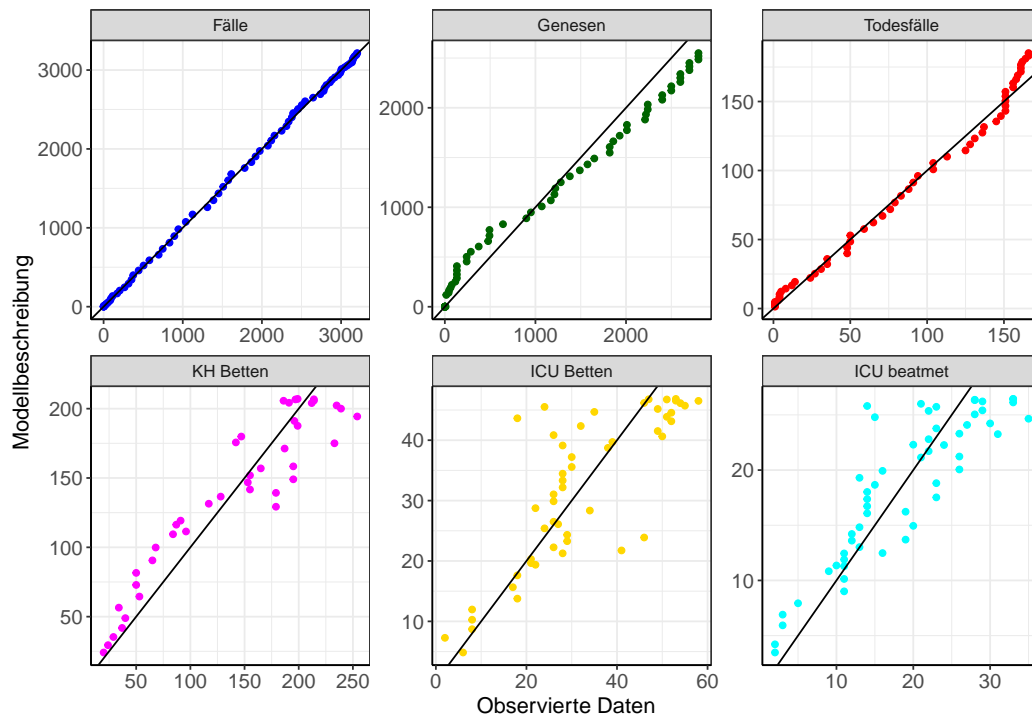 Fälle
Genesen
Todesfälle
3000
2000
1000
0
0 1000 2000 3000
2000
1000
0
0 1000 2000
150
100
50
0
0 50 100 150
Modellbeschreibung
KH Betten
ICU Betten
ICU beatmet
200
150
100
50
50 100 150 200 250
40
30
20
10
0 20 40 60
20
10
10 20 30
Observierte Daten